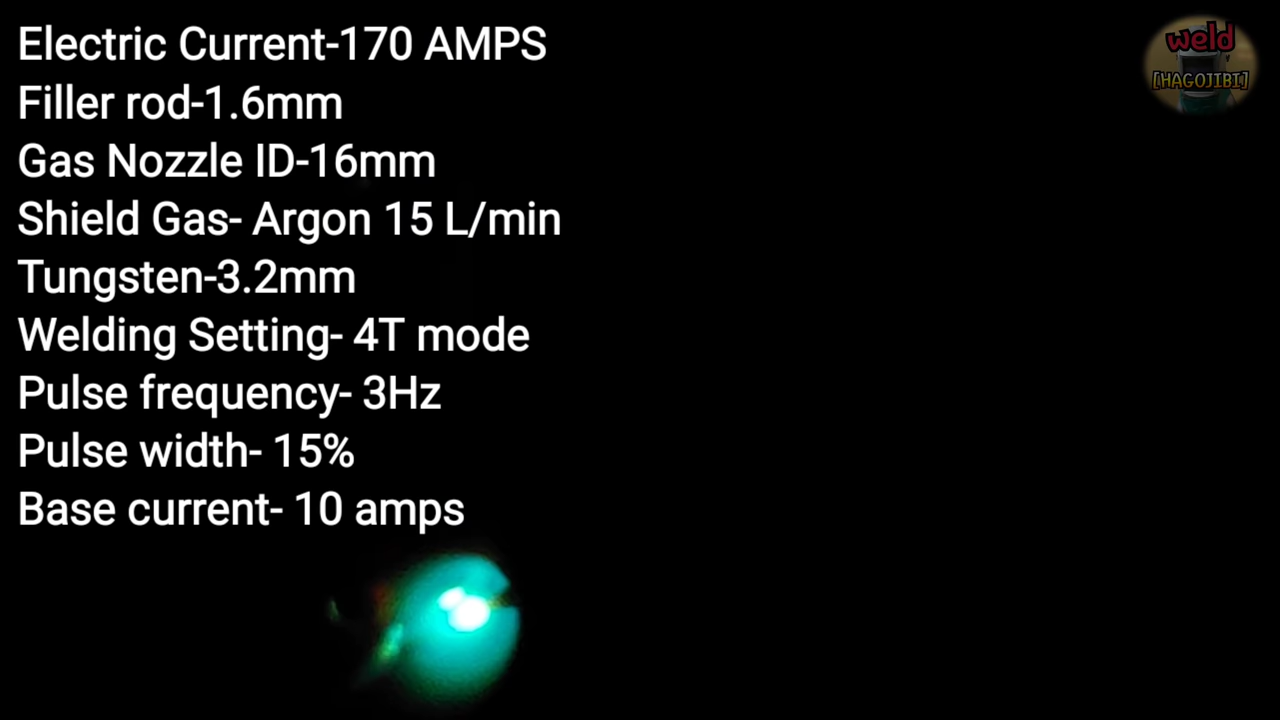 Electric Current-170 AMPS
Filler rod-1.6mm
Gas Nozzle ID-16mm
Shield Gas- Argon 15 L/min
Tungsten-3.2mm
Welding Setting- 4T mode
Pulse frequency- 3Hz
Pulse width- 15%
Base current- 10 amps
weld
[HAGOJIBI]